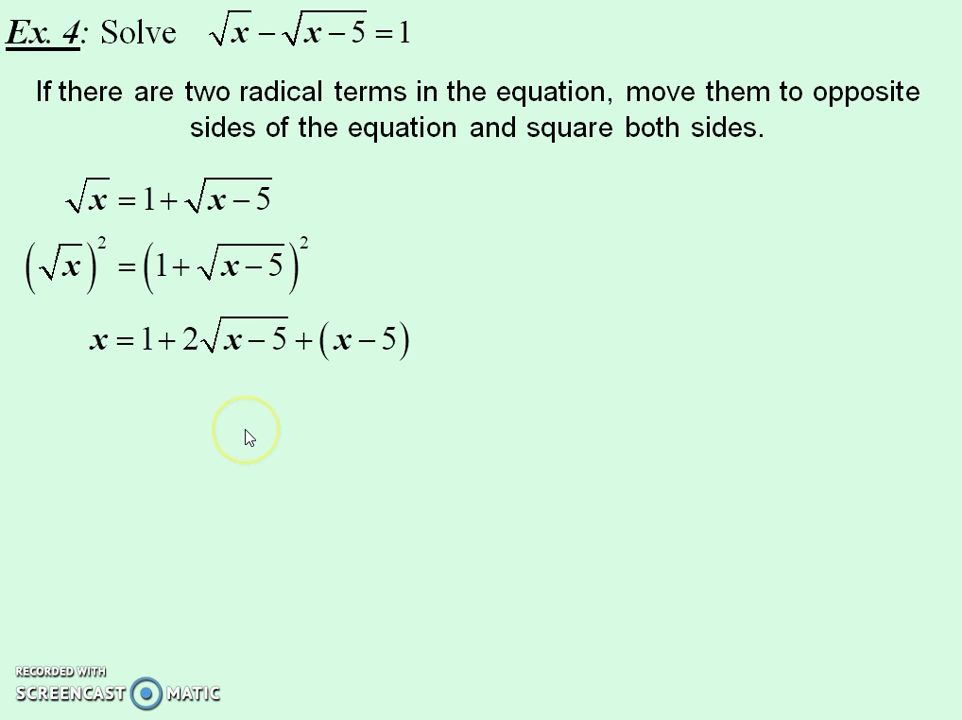 Ex. 4: Solve √x − √(x − 5) = 1
If there are two radical terms in the equation, move them to opposite
sides of the equation and square both sides.
√x = 1 + √(x − 5)
(√x)² = (1 + √(x − 5))²
x = 1 + 2√(x − 5) + (x − 5)
RECORDED WITH
SCREENCAST MATIC